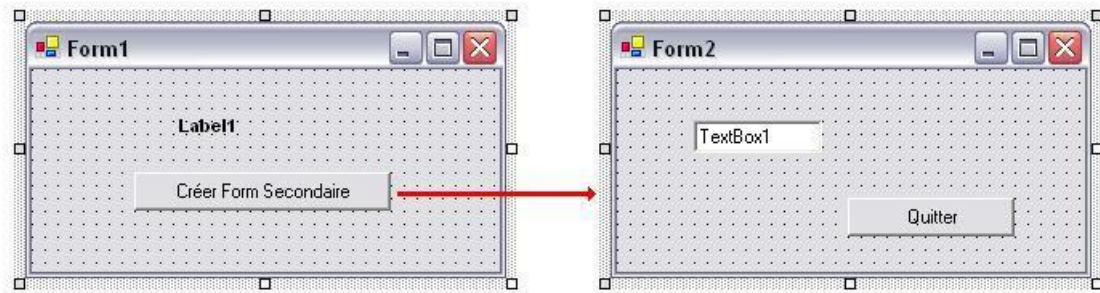 Form1
Label1
Créer Form Secondaire
Form2
TextBox1
Quitter